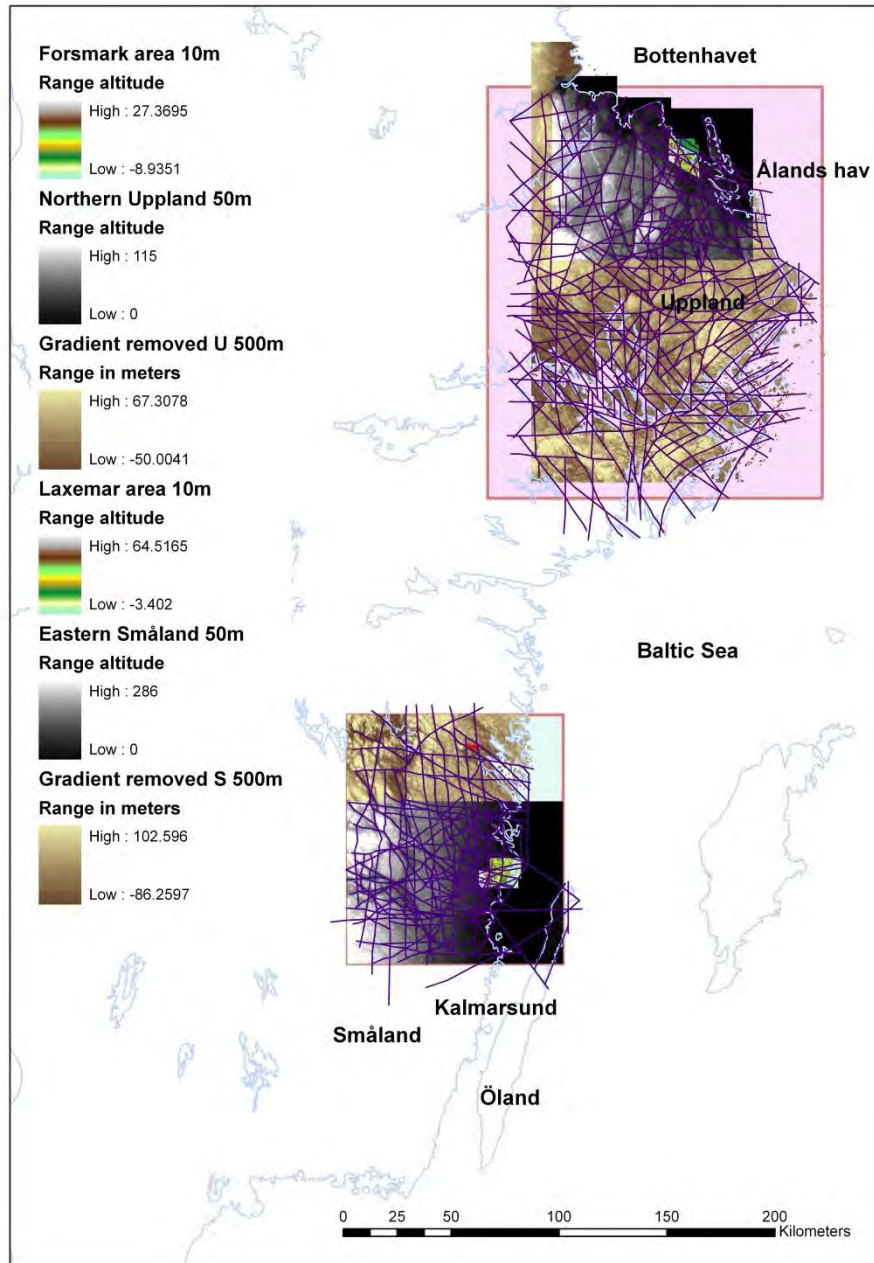 Forsmark area 10m
Range altitude
High : 27.3695
Low : -8.9351
Northern Uppland 50m
Range altitude
High : 115
Low : 0
Gradient removed U 500m
Range in meters
High : 67.3078
Low : -50.0041
Laxemar area 10m
Range altitude
High : 64.5165
Low : -3.402
Eastern Småland 50m
Range altitude
High : 286
Low : 0
Gradient removed S 500m
Range in meters
High : 102.596
Low : -86.2597
Bottenhavet
Ålands hav
Uppland
Baltic Sea
Kalmarsund
Småland
Öland
0 25 50 100 150 200
Kilometers